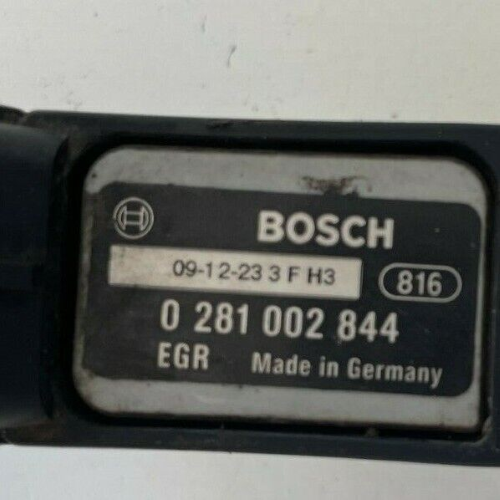 BOSCH
09-12-23 3 F H3
816
0 281 002 844
EGR Made in Germany